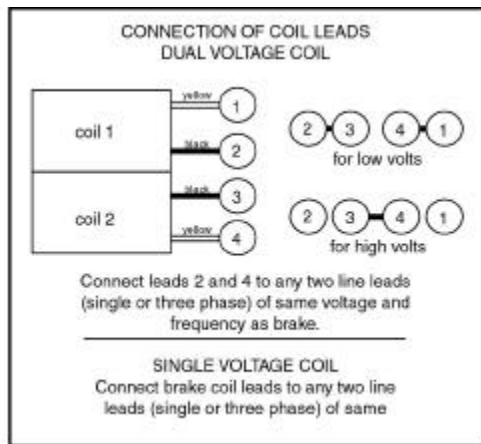 CONNECTION OF COIL LEADS
DUAL VOLTAGE COIL
yellow
1
coil 1
black
2
black
3
coil 2
yellow
4
2 3 4 1
for low volts
2 3 4 1
for high volts
Connect leads 2 and 4 to any two line leads
(single or three phase) of same voltage and
frequency as brake.
SINGLE VOLTAGE COIL
Connect brake coil leads to any two line
leads (single or three phase) of same